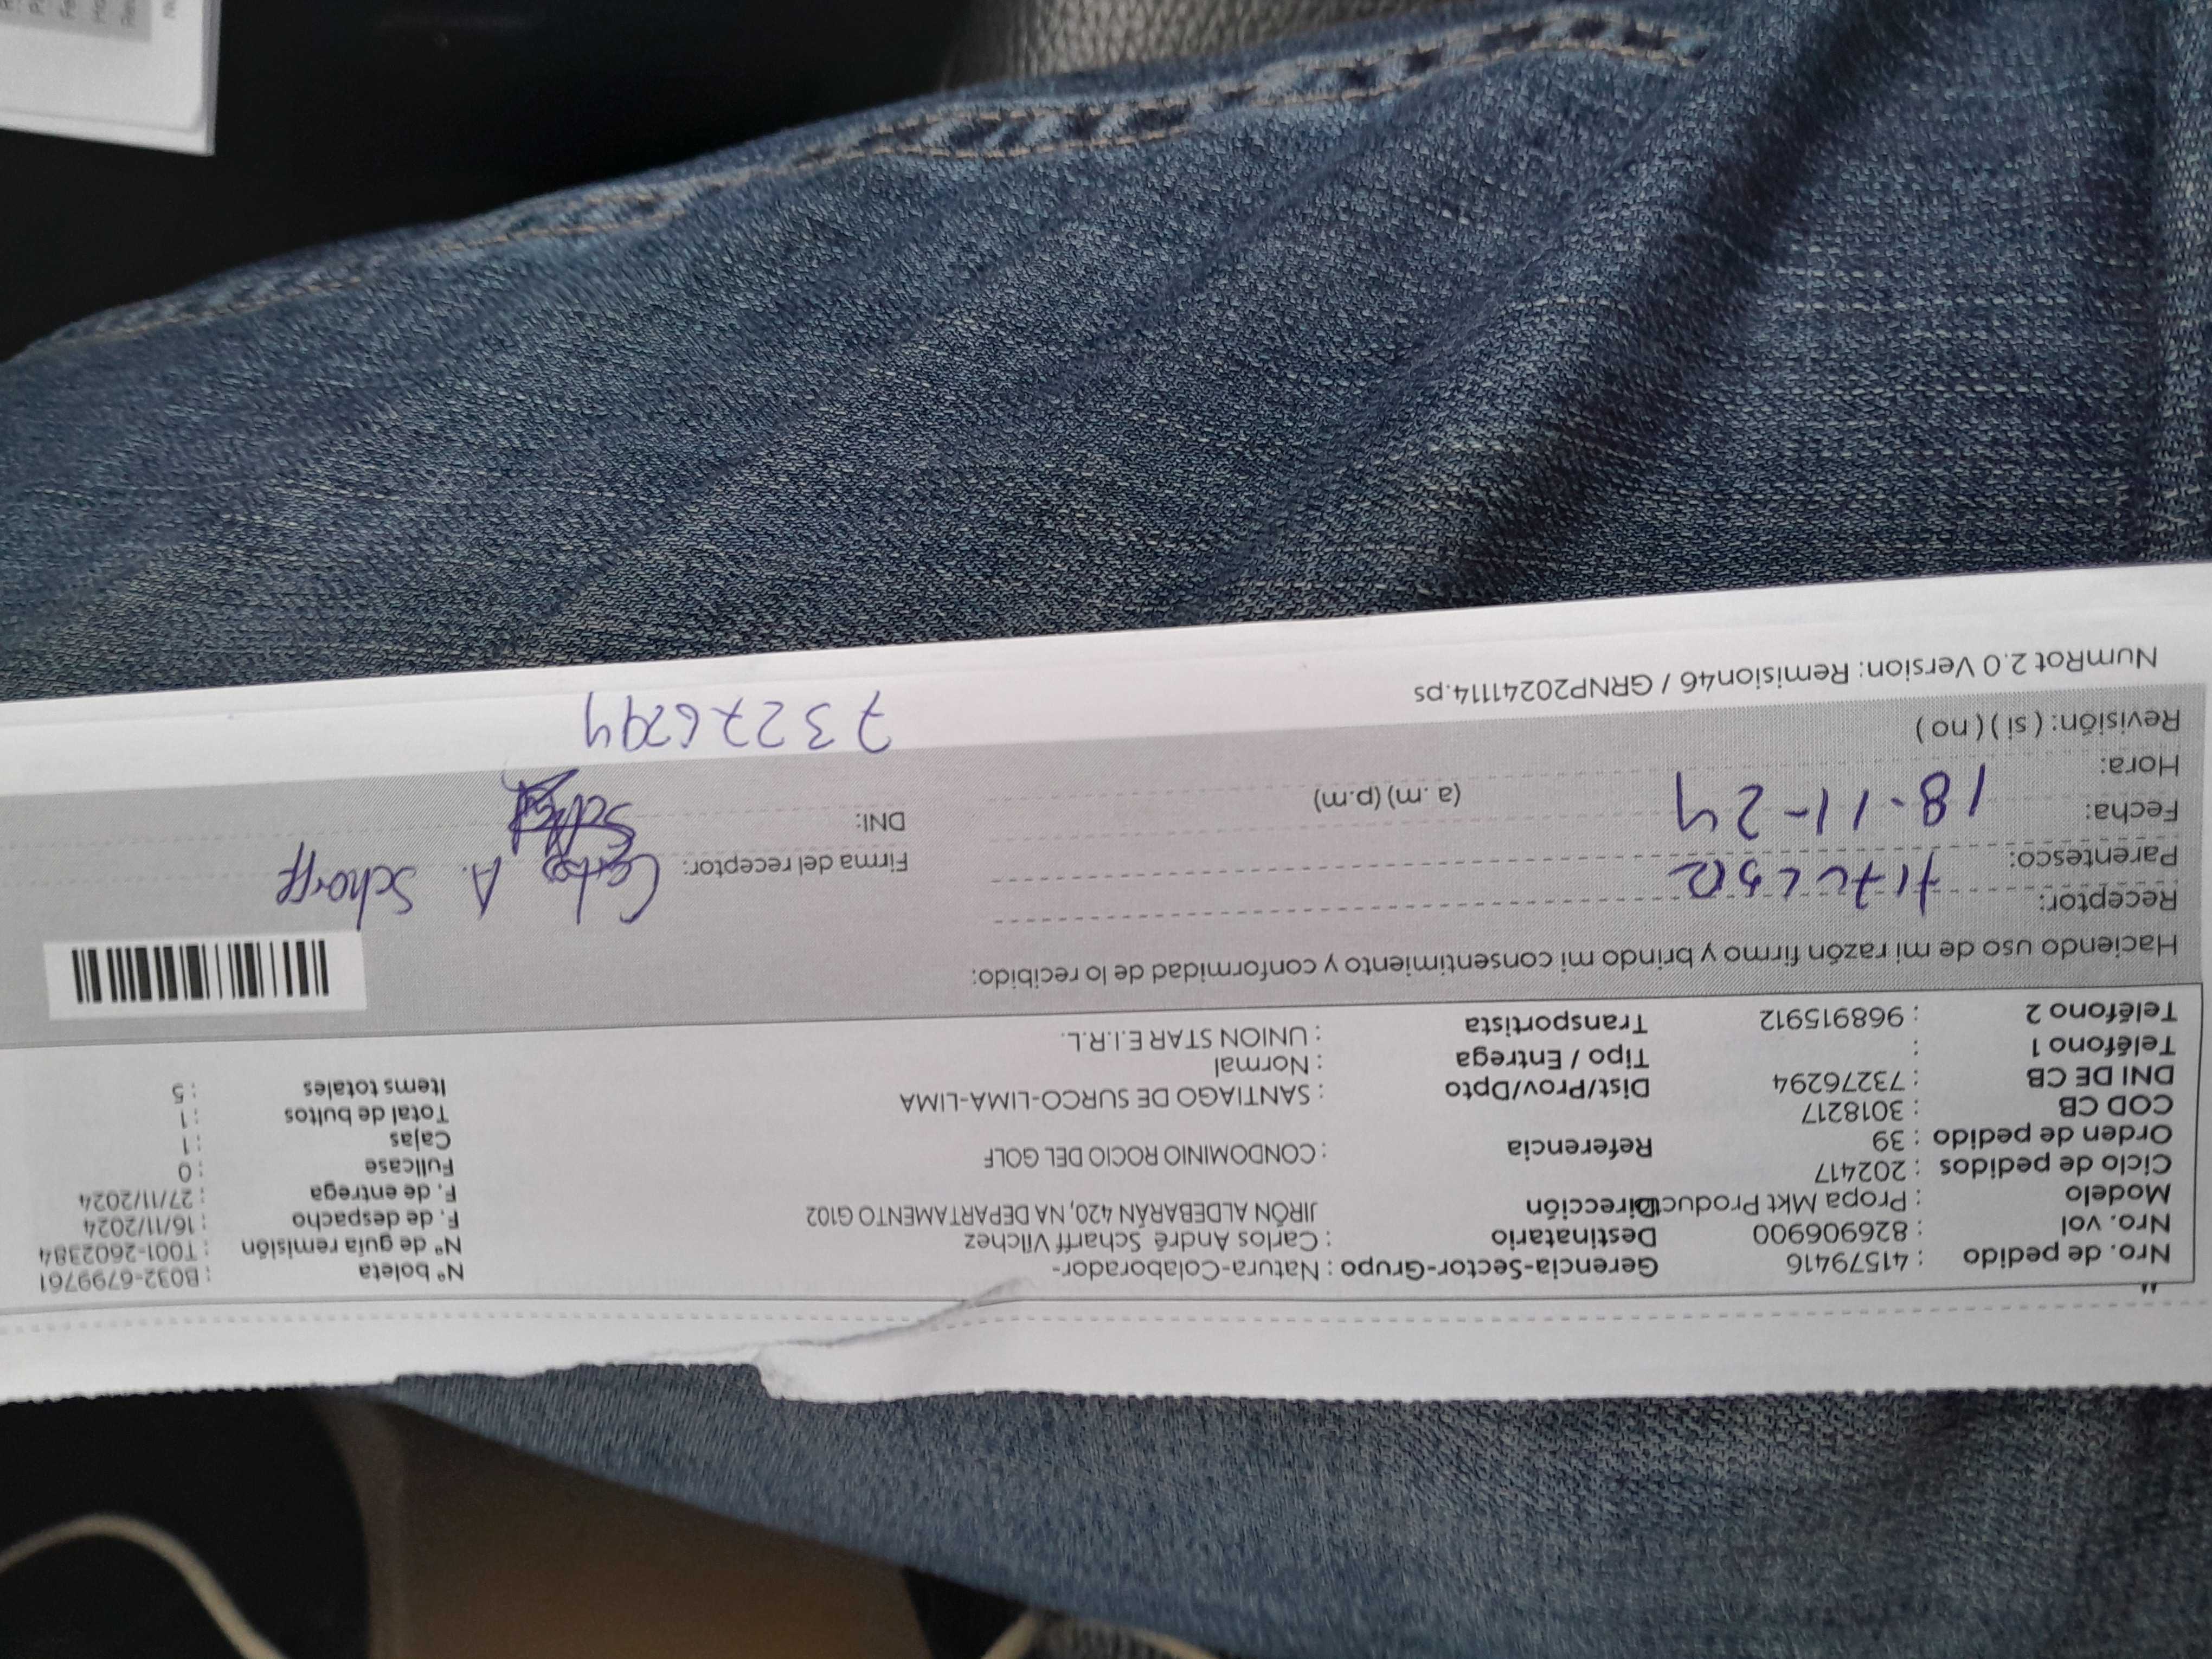 Nro. de pedido : 41579416 Gerencia-Sector-Grupo : Natura-Colaborador- Nº boleta : B032-6799761
Nro. vol : 826906900 Destinatario : Carlos André Scharff Vilchez Nº de guía remisión : T001-2602384
Modelo : Propa Mkt Producto Dirección JIRÓN ALDEBARÁN 420, NA DEPARTAMENTO G102 F. de despacho : 16/11/2024
Ciclo de pedidos : 202417 F. de entrega : 27/11/2024
Orden de pedido : 39 Referencia : CONDOMINIO ROCIO DEL GOLF Fullcase : 0
COD CB : 3018217 Cajas : 1
DNI DE CB : 73276294 Dist/Prov/Dpto : SANTIAGO DE SURCO-LIMA-LIMA Total de bultos : 1
Teléfono 1 : Tipo / Entrega : Normal Items totales : 5
Teléfono 2 : 968915912 Transportista : UNION STAR E.I.R.L.
Haciendo uso de mi razón firmo y brindo mi consentimiento y conformidad de lo recibido:
Receptor:
Parentesco: Firma del receptor: A. Scharff
Fecha: 18-11-24 DNI: 73276294
Hora: (a.m) (p.m)
Revisión: ( si ) ( no )
NumRot 2.0 Version: Remision46 / GRNP20241114.ps